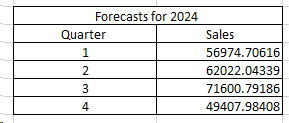 Forecasts for 2024
Quarter Sales
1 56974.70616
2 62022.04339
3 71600.79186
4 49407.98408